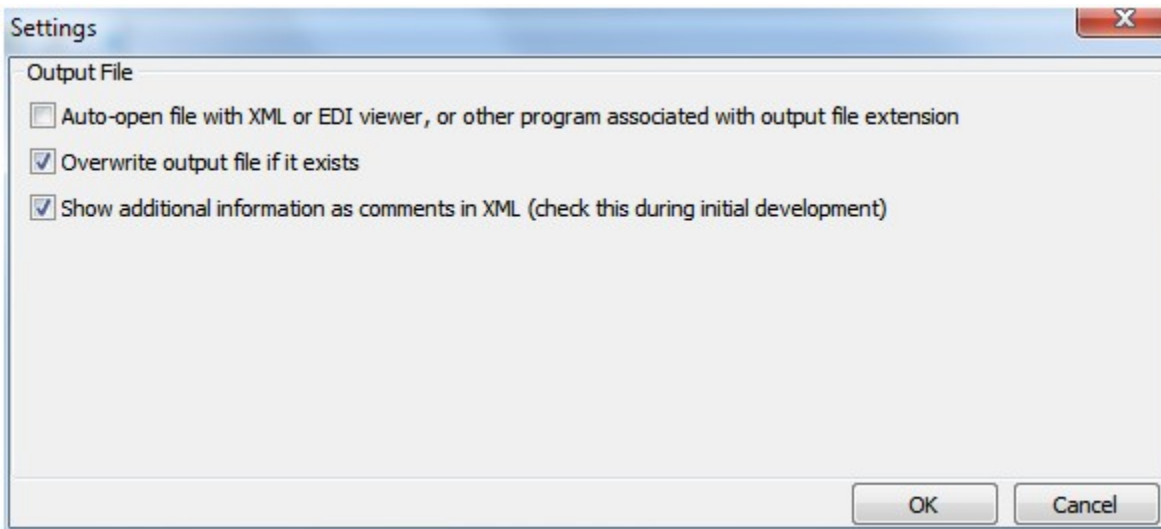 Settings
Output File
Auto-open file with XML or EDI viewer, or other program associated with output file extension
Overwrite output file if it exists
Show additional information as comments in XML (check this during initial development)
OK
Cancel